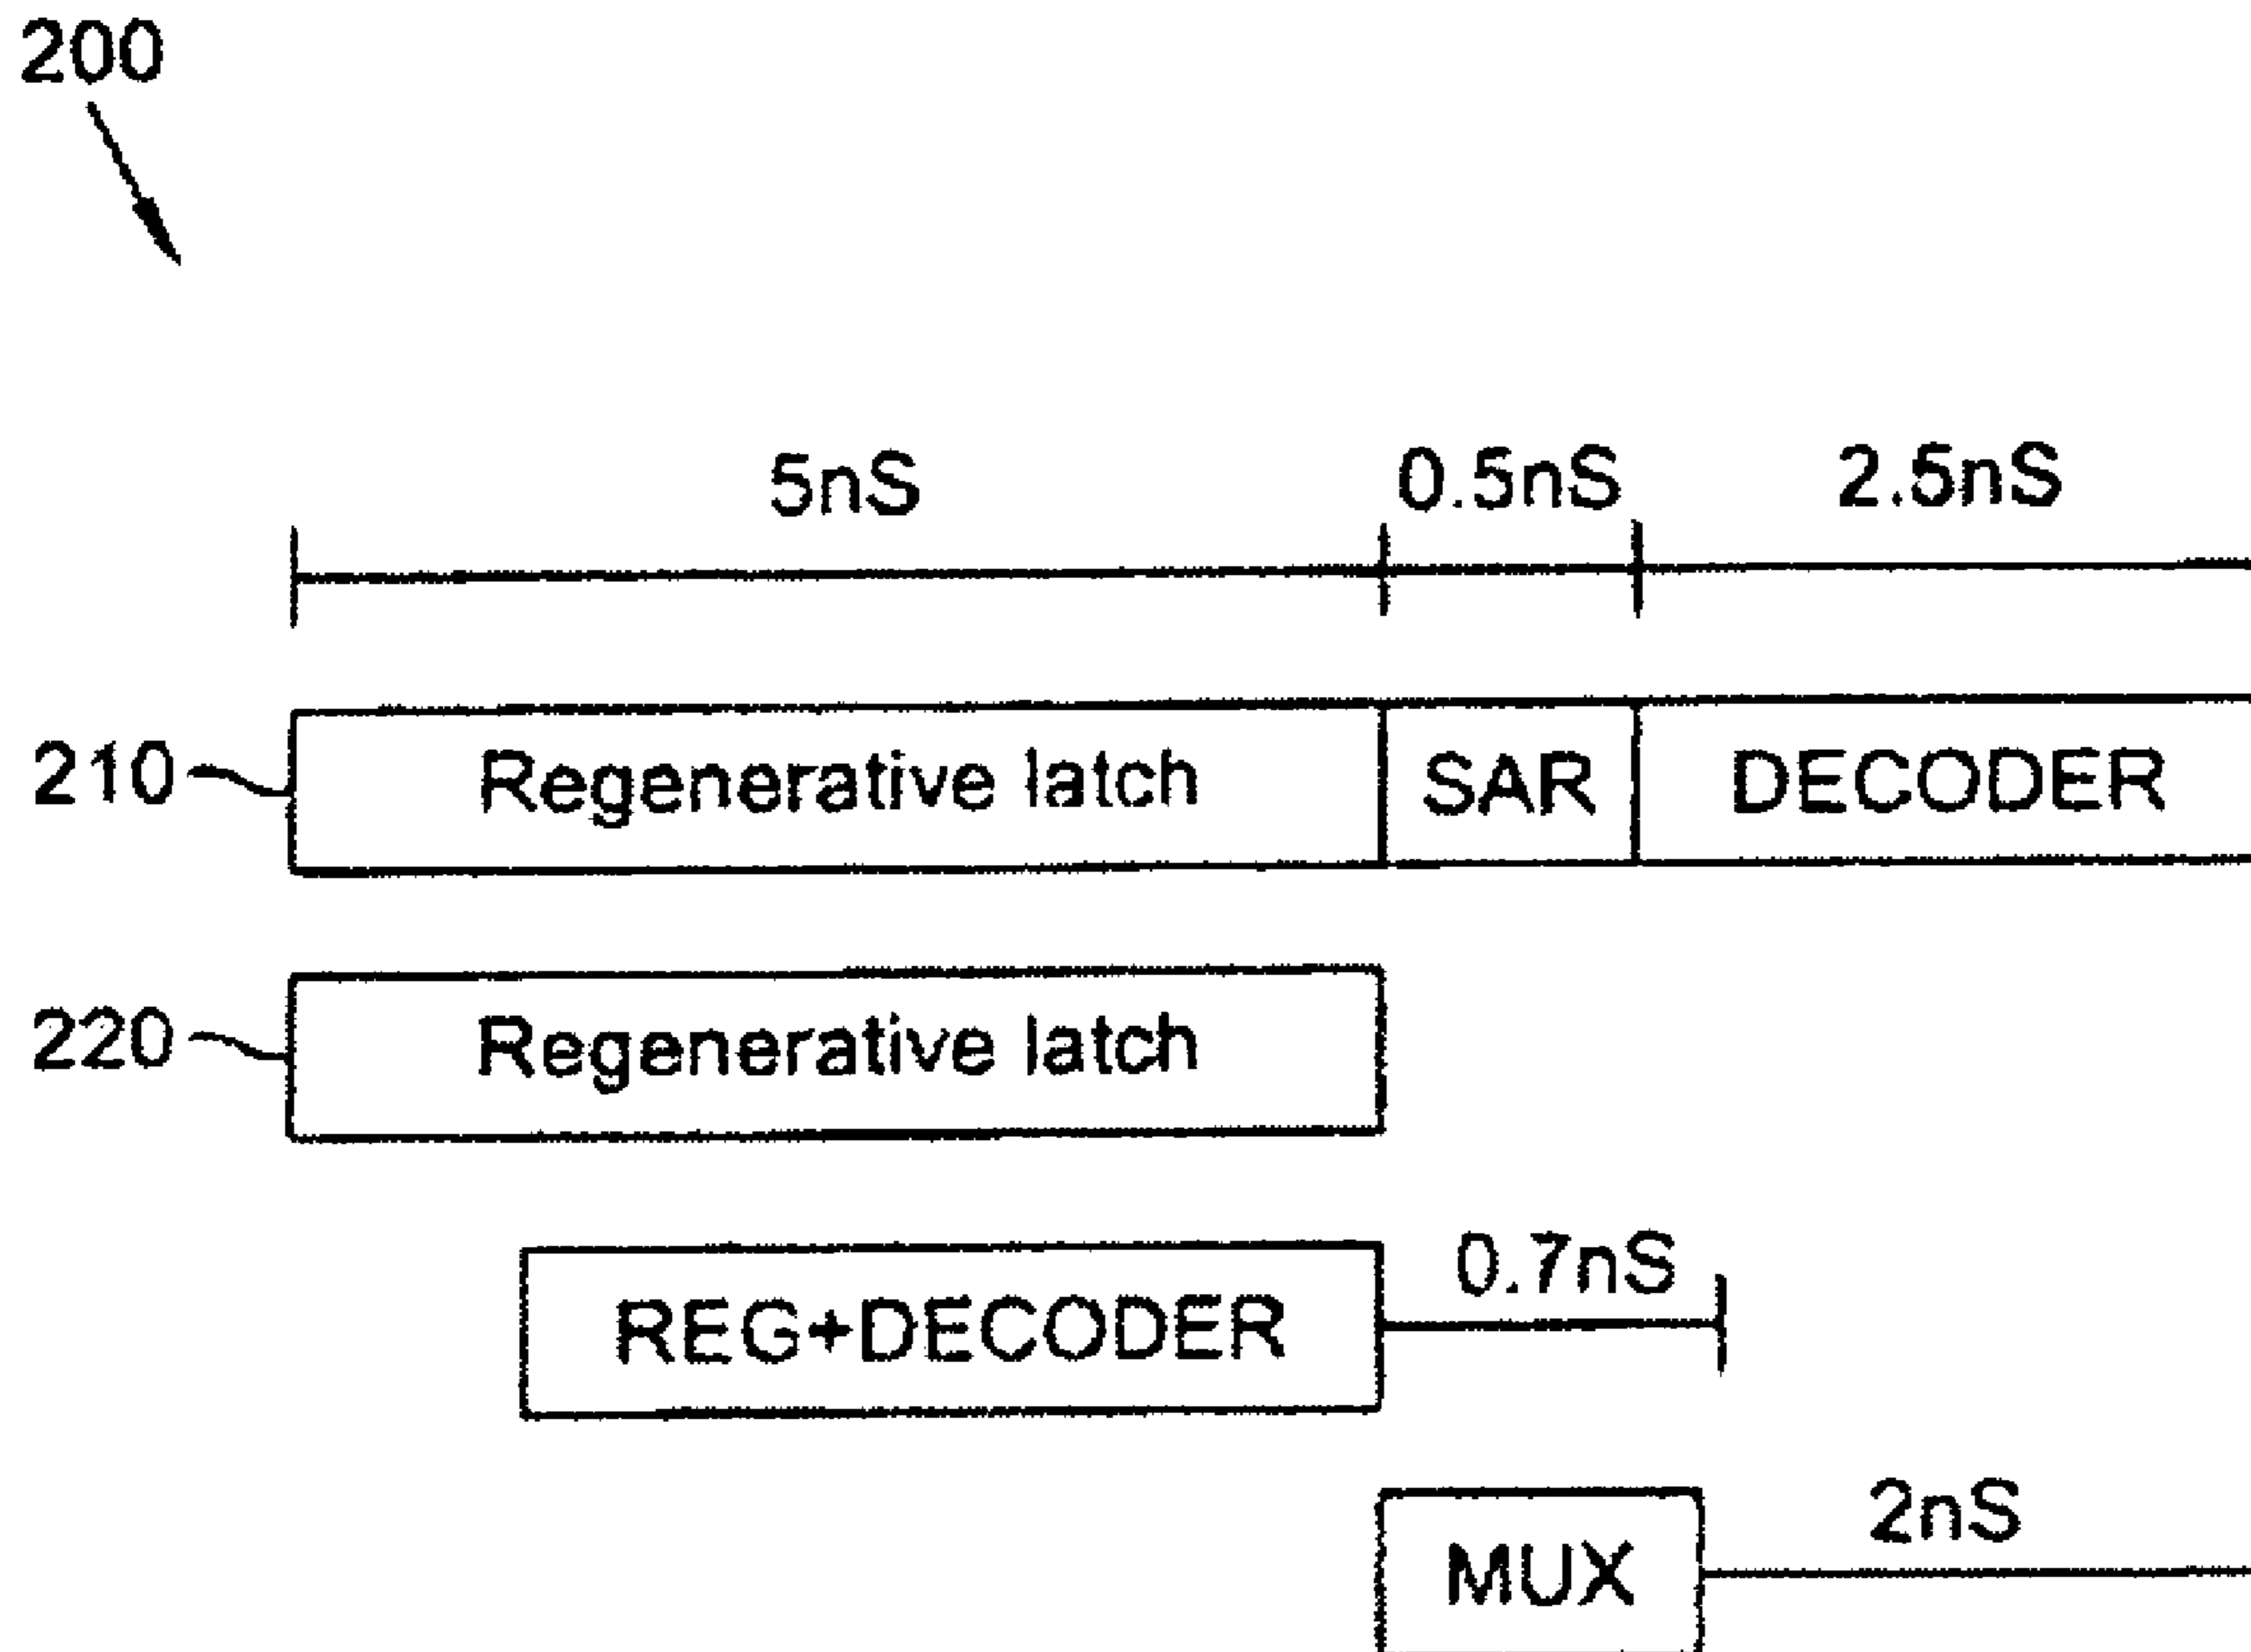 200
5nS 0.5nS 2.5nS
210 Regenerative latch SAR DECODER
220 Regenerative latch
REG+DECODER 0.7nS
MUX 2nS